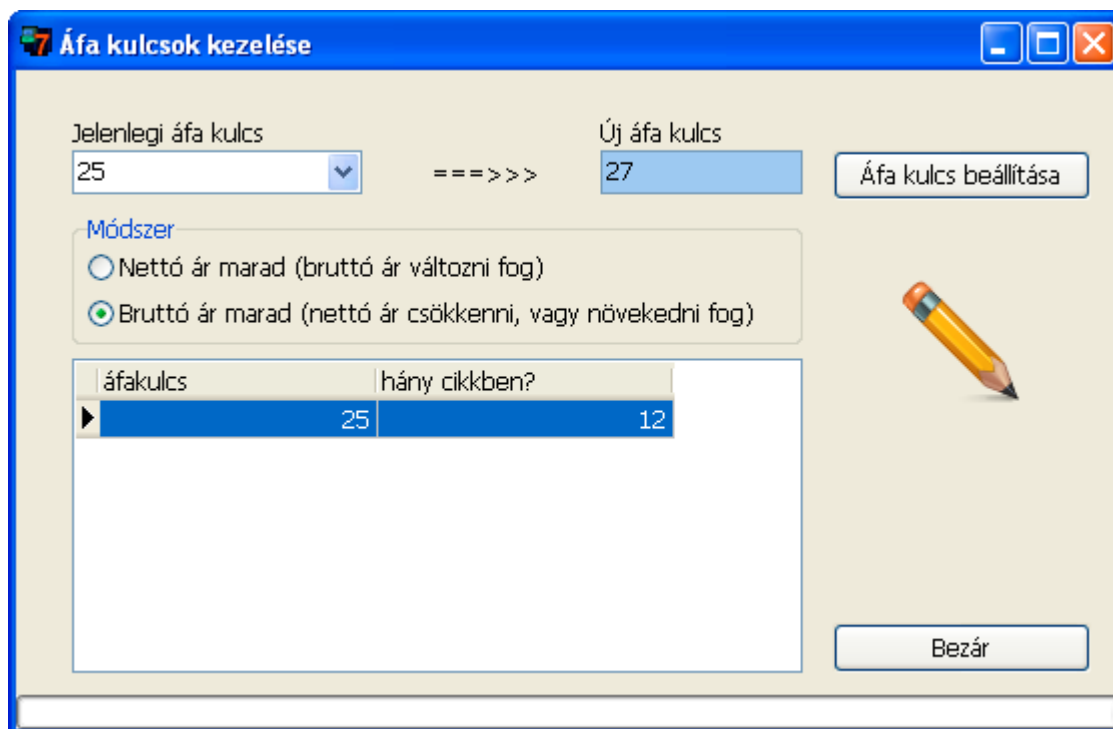 Áfa kulcsok kezelése
Jelenlegi áfa kulcs
Új áfa kulcs
25
===>>>
27
Áfa kulcs beállítása
Módszer
Nettó ár marad (bruttó ár változni fog)
Bruttó ár marad (nettó ár csökkenni, vagy növekedni fog)
áfakulcs hány cikkben?
25 12
Bezár